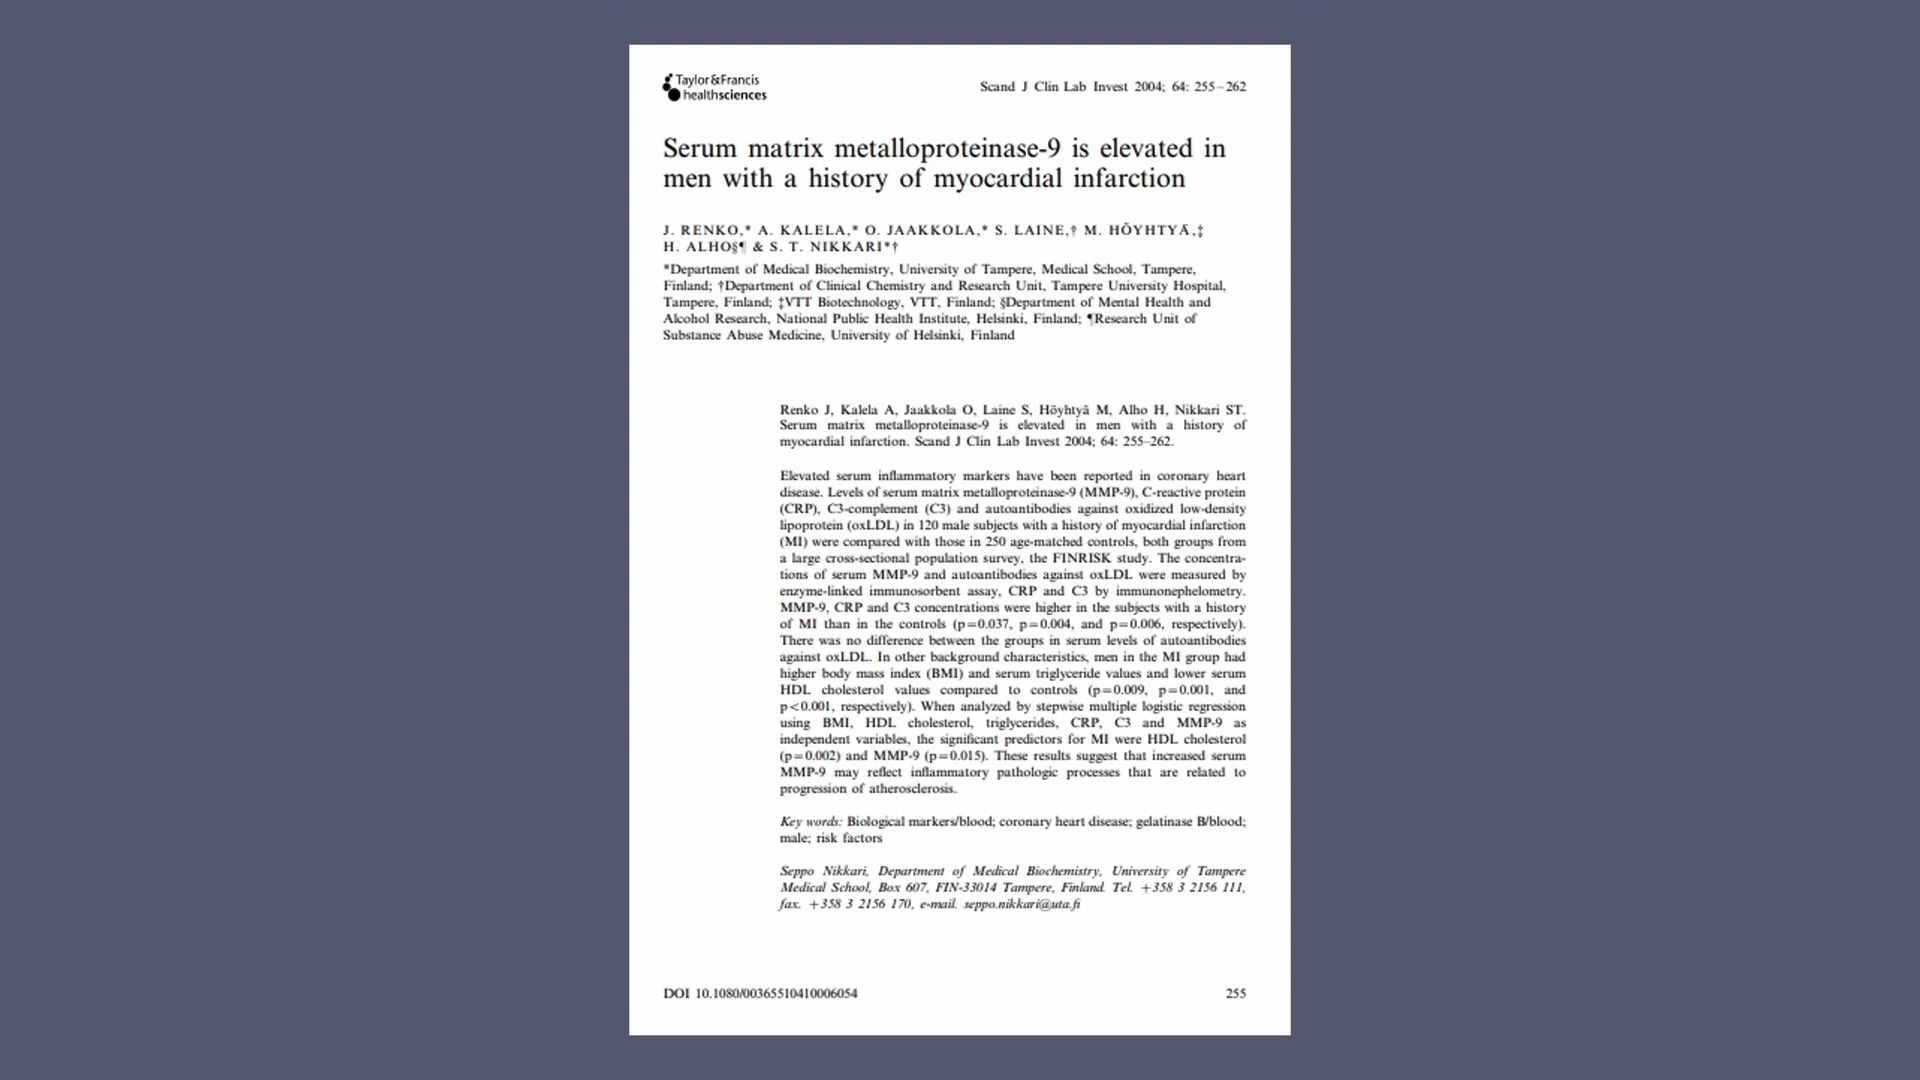 Taylor&Francis
healthsciences
Scand J Clin Lab Invest 2004; 64: 255–262
Serum matrix metalloproteinase-9 is elevated in
men with a history of myocardial infarction
J. RENKO,* A. KALELA,* O. JAAKKOLA,* S. LAINE,† M. HÖYHTYÄ,‡
H. ALHO§¶ & S. T. NIKKARI*†
*Department of Medical Biochemistry, University of Tampere, Medical School, Tampere,
Finland; †Department of Clinical Chemistry and Research Unit, Tampere University Hospital,
Tampere, Finland; ‡VTT Biotechnology, VTT, Finland; §Department of Mental Health and
Alcohol Research, National Public Health Institute, Helsinki, Finland; ¶Research Unit of
Substance Abuse Medicine, University of Helsinki, Finland
Renko J, Kalela A, Jaakkola O, Laine S, Höyhtyä M, Alho H, Nikkari ST.
Serum matrix metalloproteinase-9 is elevated in men with a history of
myocardial infarction. Scand J Clin Lab Invest 2004; 64: 255–262.
Elevated serum inflammatory markers have been reported in coronary heart
disease. Levels of serum matrix metalloproteinase-9 (MMP-9), C-reactive protein
(CRP), C3-complement (C3) and autoantibodies against oxidized low-density
lipoprotein (oxLDL) in 120 male subjects with a history of myocardial infarction
(MI) were compared with those in 250 age-matched controls, both groups from
a large cross-sectional population survey, the FINRISK study. The concentra-
tions of serum MMP-9 and autoantibodies against oxLDL were measured by
enzyme-linked immunosorbent assay, CRP and C3 by immunonephelometry.
MMP-9, CRP and C3 concentrations were higher in the subjects with a history
of MI than in the controls (p=0.037, p=0.004, and p=0.006, respectively).
There was no difference between the groups in serum levels of autoantibodies
against oxLDL. In other background characteristics, men in the MI group had
higher body mass index (BMI) and serum triglyceride values and lower serum
HDL cholesterol values compared to controls (p=0.009, p=0.001, and
p<0.001, respectively). When analyzed by stepwise multiple logistic regression
using BMI, HDL cholesterol, triglycerides, CRP, C3 and MMP-9 as
independent variables, the significant predictors for MI were HDL cholesterol
(p=0.002) and MMP-9 (p=0.015). These results suggest that increased serum
MMP-9 may reflect inflammatory pathologic processes that are related to
progression of atherosclerosis.
Key words: Biological markers/blood; coronary heart disease; gelatinase B/blood;
male; risk factors
Seppo Nikkari, Department of Medical Biochemistry, University of Tampere
Medical School, Box 607, FIN-33014 Tampere, Finland. Tel. +358 3 2156 111,
fax. +358 3 2156 170, e-mail. seppo.nikkari@uta.fi
DOI 10.1080/00365510410006054
255